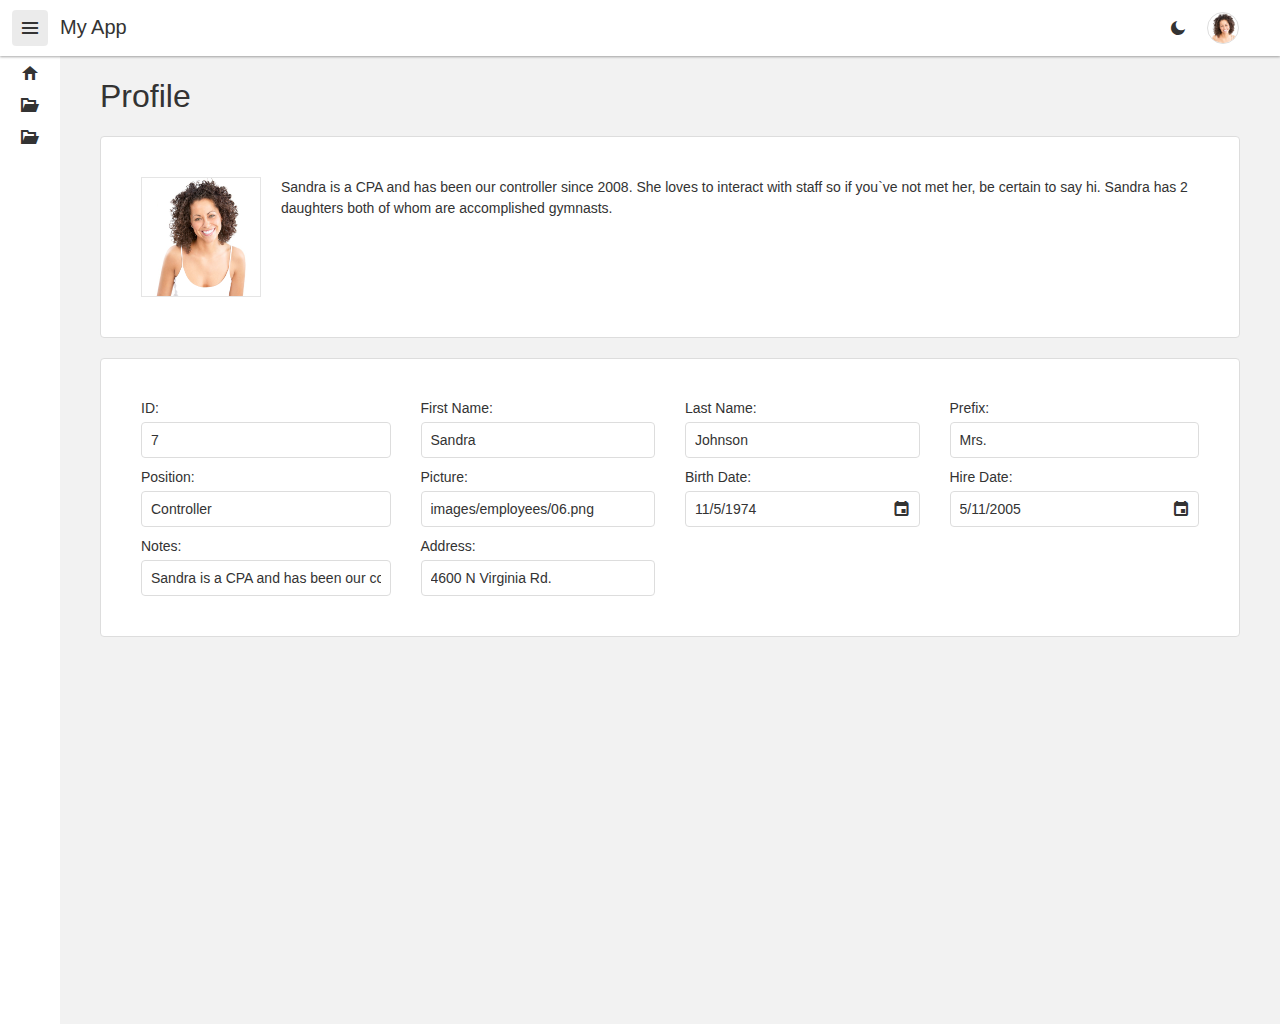 My App
Profile
Sandra is a CPA and has been our controller since 2008. She loves to interact with staff so if you`ve not met her, be certain to say hi. Sandra has 2
daughters both of whom are accomplished gymnasts.
ID:
First Name:
Last Name:
Prefix:
7
Sandra
Johnson
Mrs.
Position:
Picture:
Birth Date:
Hire Date:
Controller
images/employees/06.png
11/5/1974
5/11/2005
Notes:
Address:
Sandra is a CPA and has been our co
4600 N Virginia Rd.